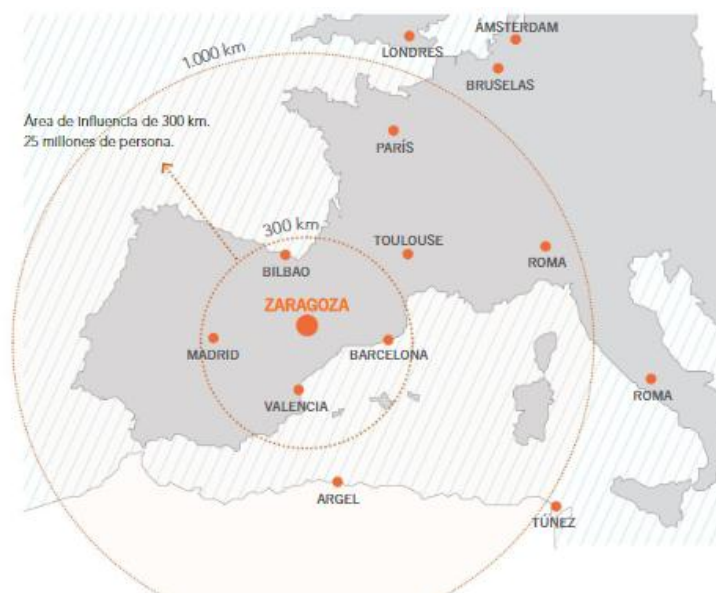 ÁMSTERDAM
LONDRES
1.000 km
BRUSELAS
Área de influencia de 300 km.
25 millones de persona.
PARÍS
300 km
TOULOUSE
BILBAO
ROMA
ZARAGOZA
MADRID
BARCELONA
VALENCIA
ROMA
ARGEL
TÚNEZ